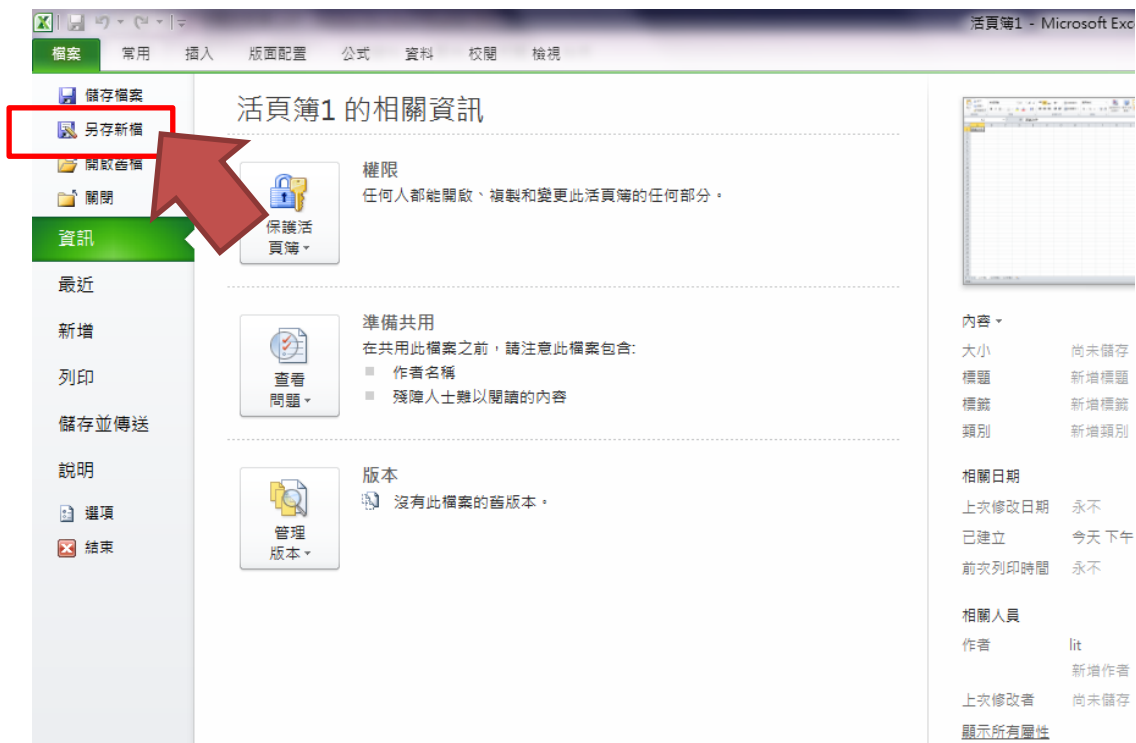 活頁簿1 - Microsoft Exc
檔案 常用 插入 版面配置 公式 資料 校閱 檢視
儲存檔案
另存新檔
開啟舊檔
關閉
資訊
最近
新增
列印
儲存並傳送
說明
選項
結束
活頁簿1 的相關資訊
保護活
頁簿
權限
任何人都能開啟、複製和變更此活頁簿的任何部分。
查看
問題
準備共用
在共用此檔案之前，請注意此檔案包含:
作者名稱
殘障人士難以閱讀的內容
管理
版本
版本
沒有此檔案的舊版本。
內容
大小 尚未儲存
標題 新增標題
標籤 新增標籤
類別 新增類別
相關日期
上次修改日期 永不
已建立 今天 下午
前次列印時間 永不
相關人員
作者 lit
新增作者
上次修改者 尚未儲存
顯示所有屬性